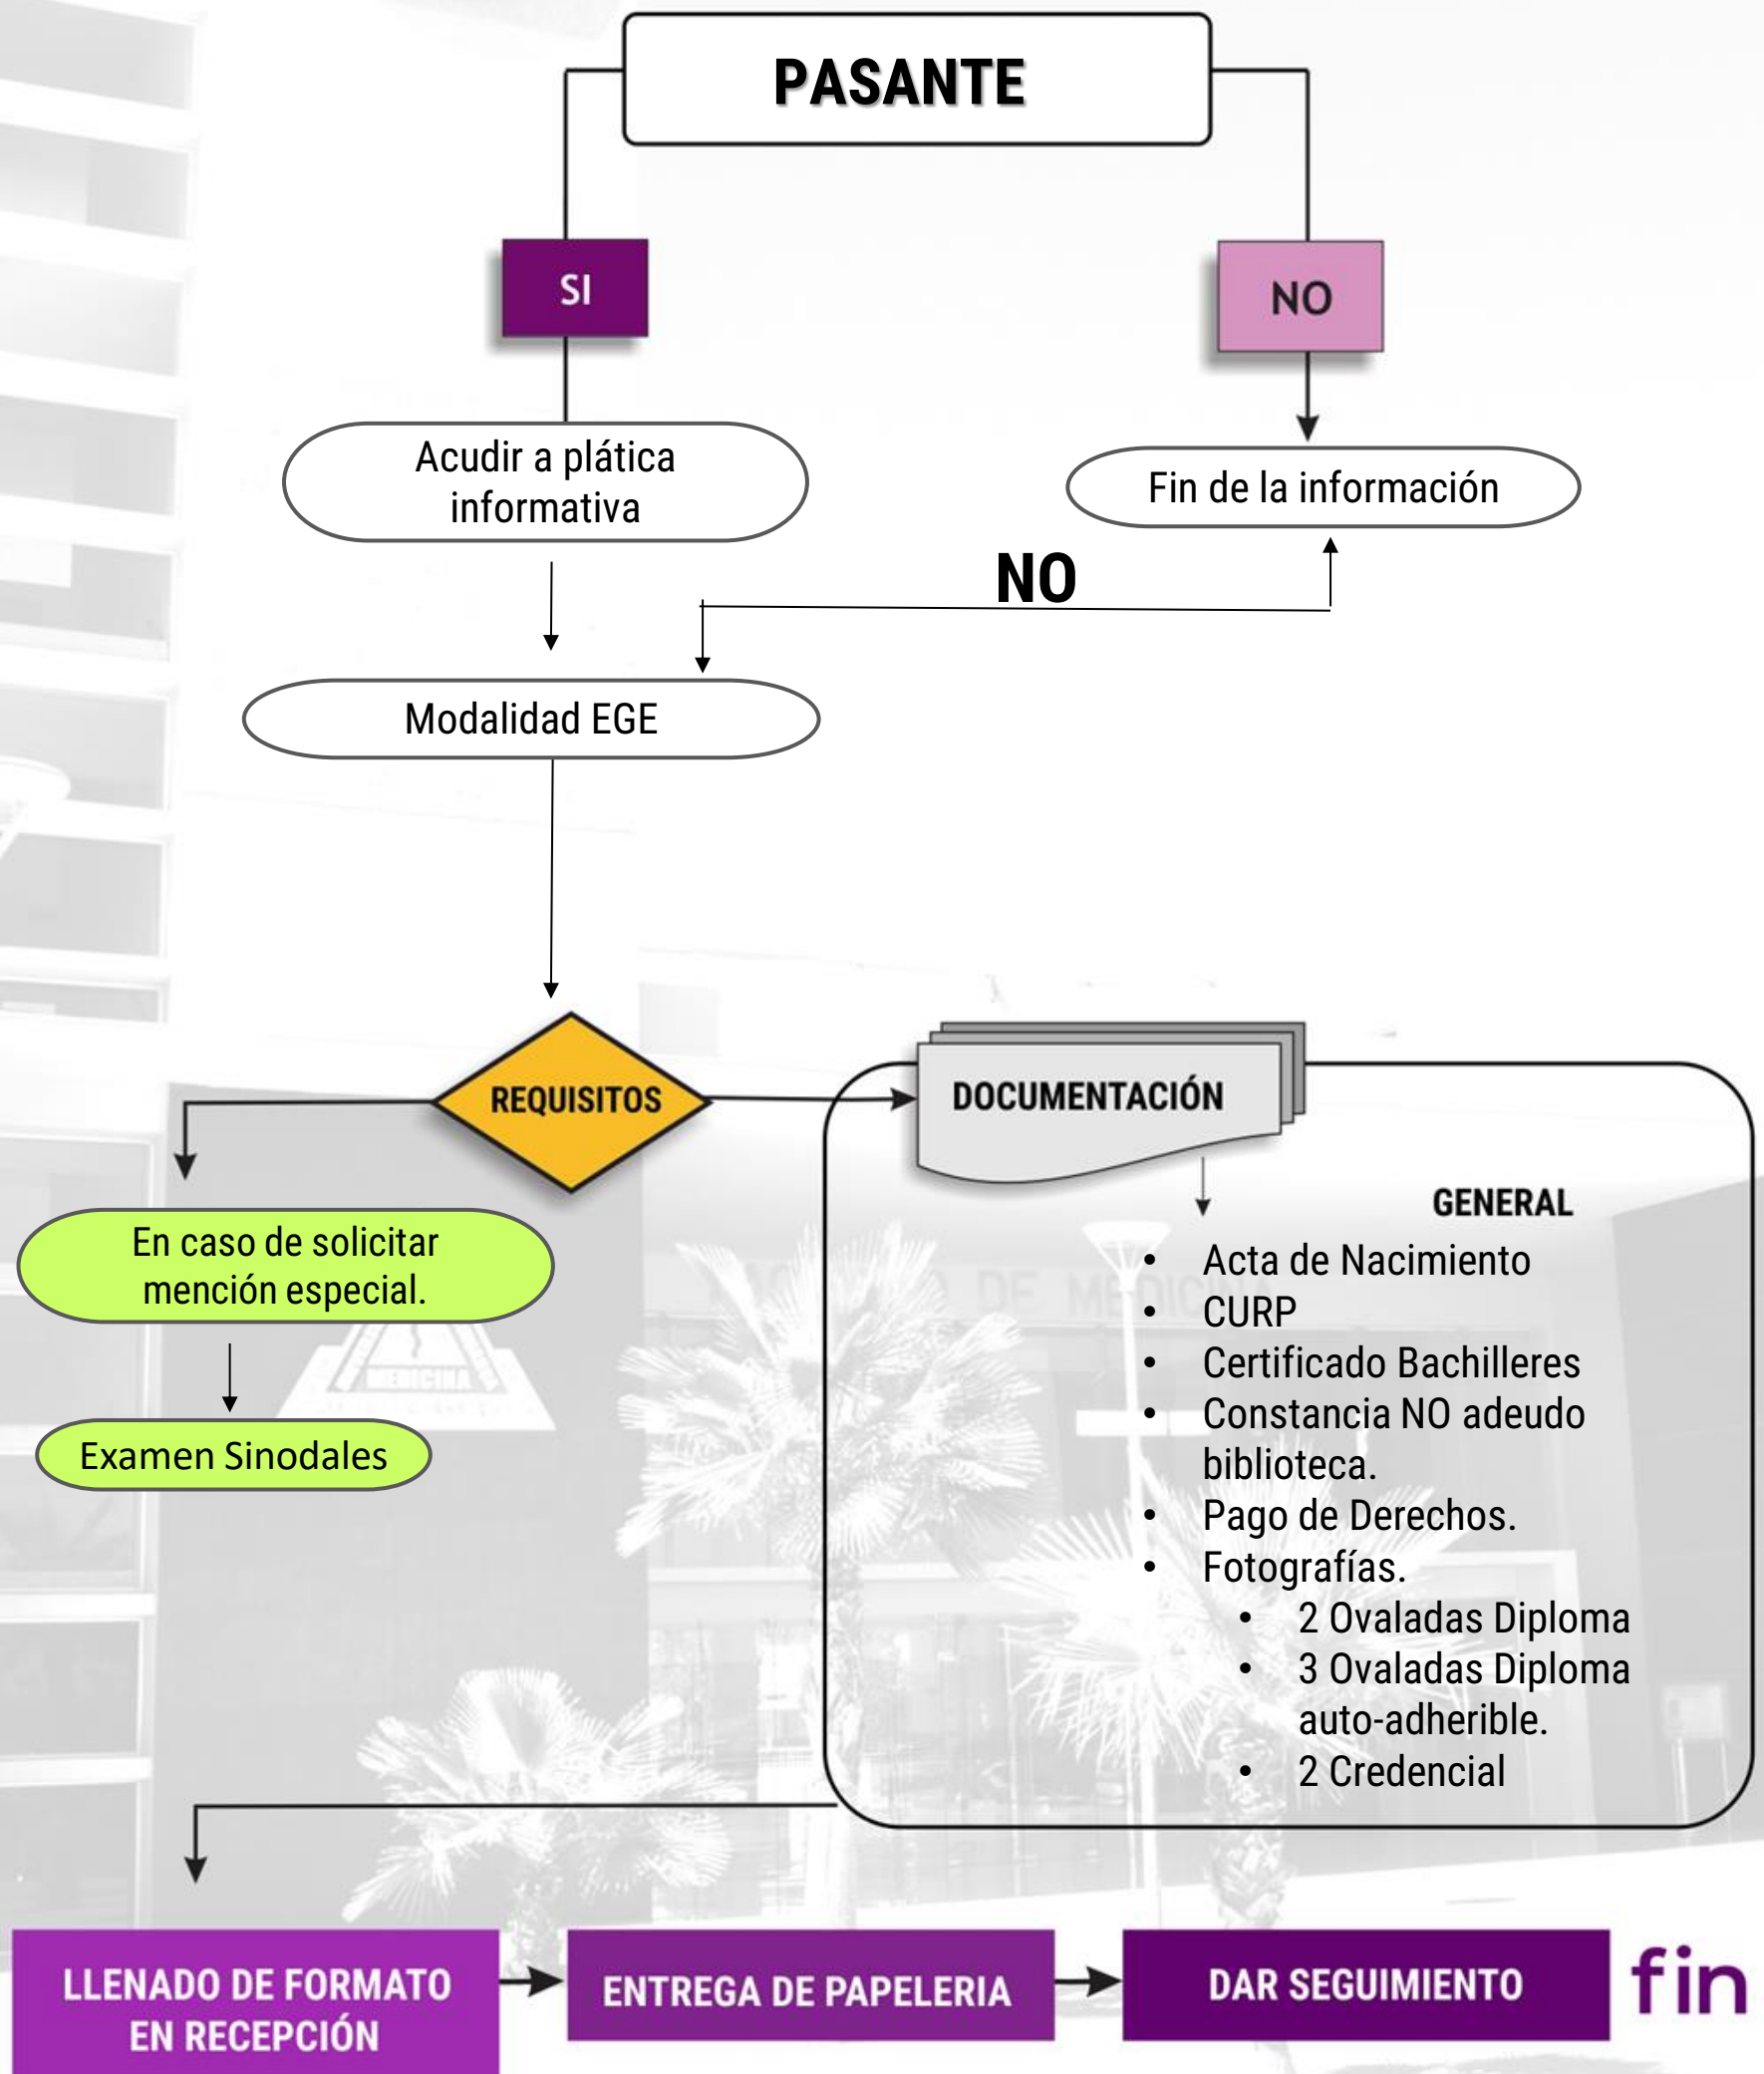 PASANTE
SI
NO
Acudir a plática
informativa
Fin de la información
NO
Modalidad EGE
REQUISITOS
DOCUMENTACIÓN
GENERAL
En caso de solicitar
mención especial.
Examen Sinodales
• Acta de Nacimiento
• CURP
• Certificado Bachilleres
• Constancia NO adeudo
biblioteca.
• Pago de Derechos.
• Fotografías.
• 2 Ovaladas Diploma
• 3 Ovaladas Diploma
auto-adherible.
• 2 Credencial
DE MEDICINA
MEDICINA
LLENADO DE FORMATO
EN RECEPCIÓN
ENTREGA DE PAPELERIA
DAR SEGUIMIENTO
fin